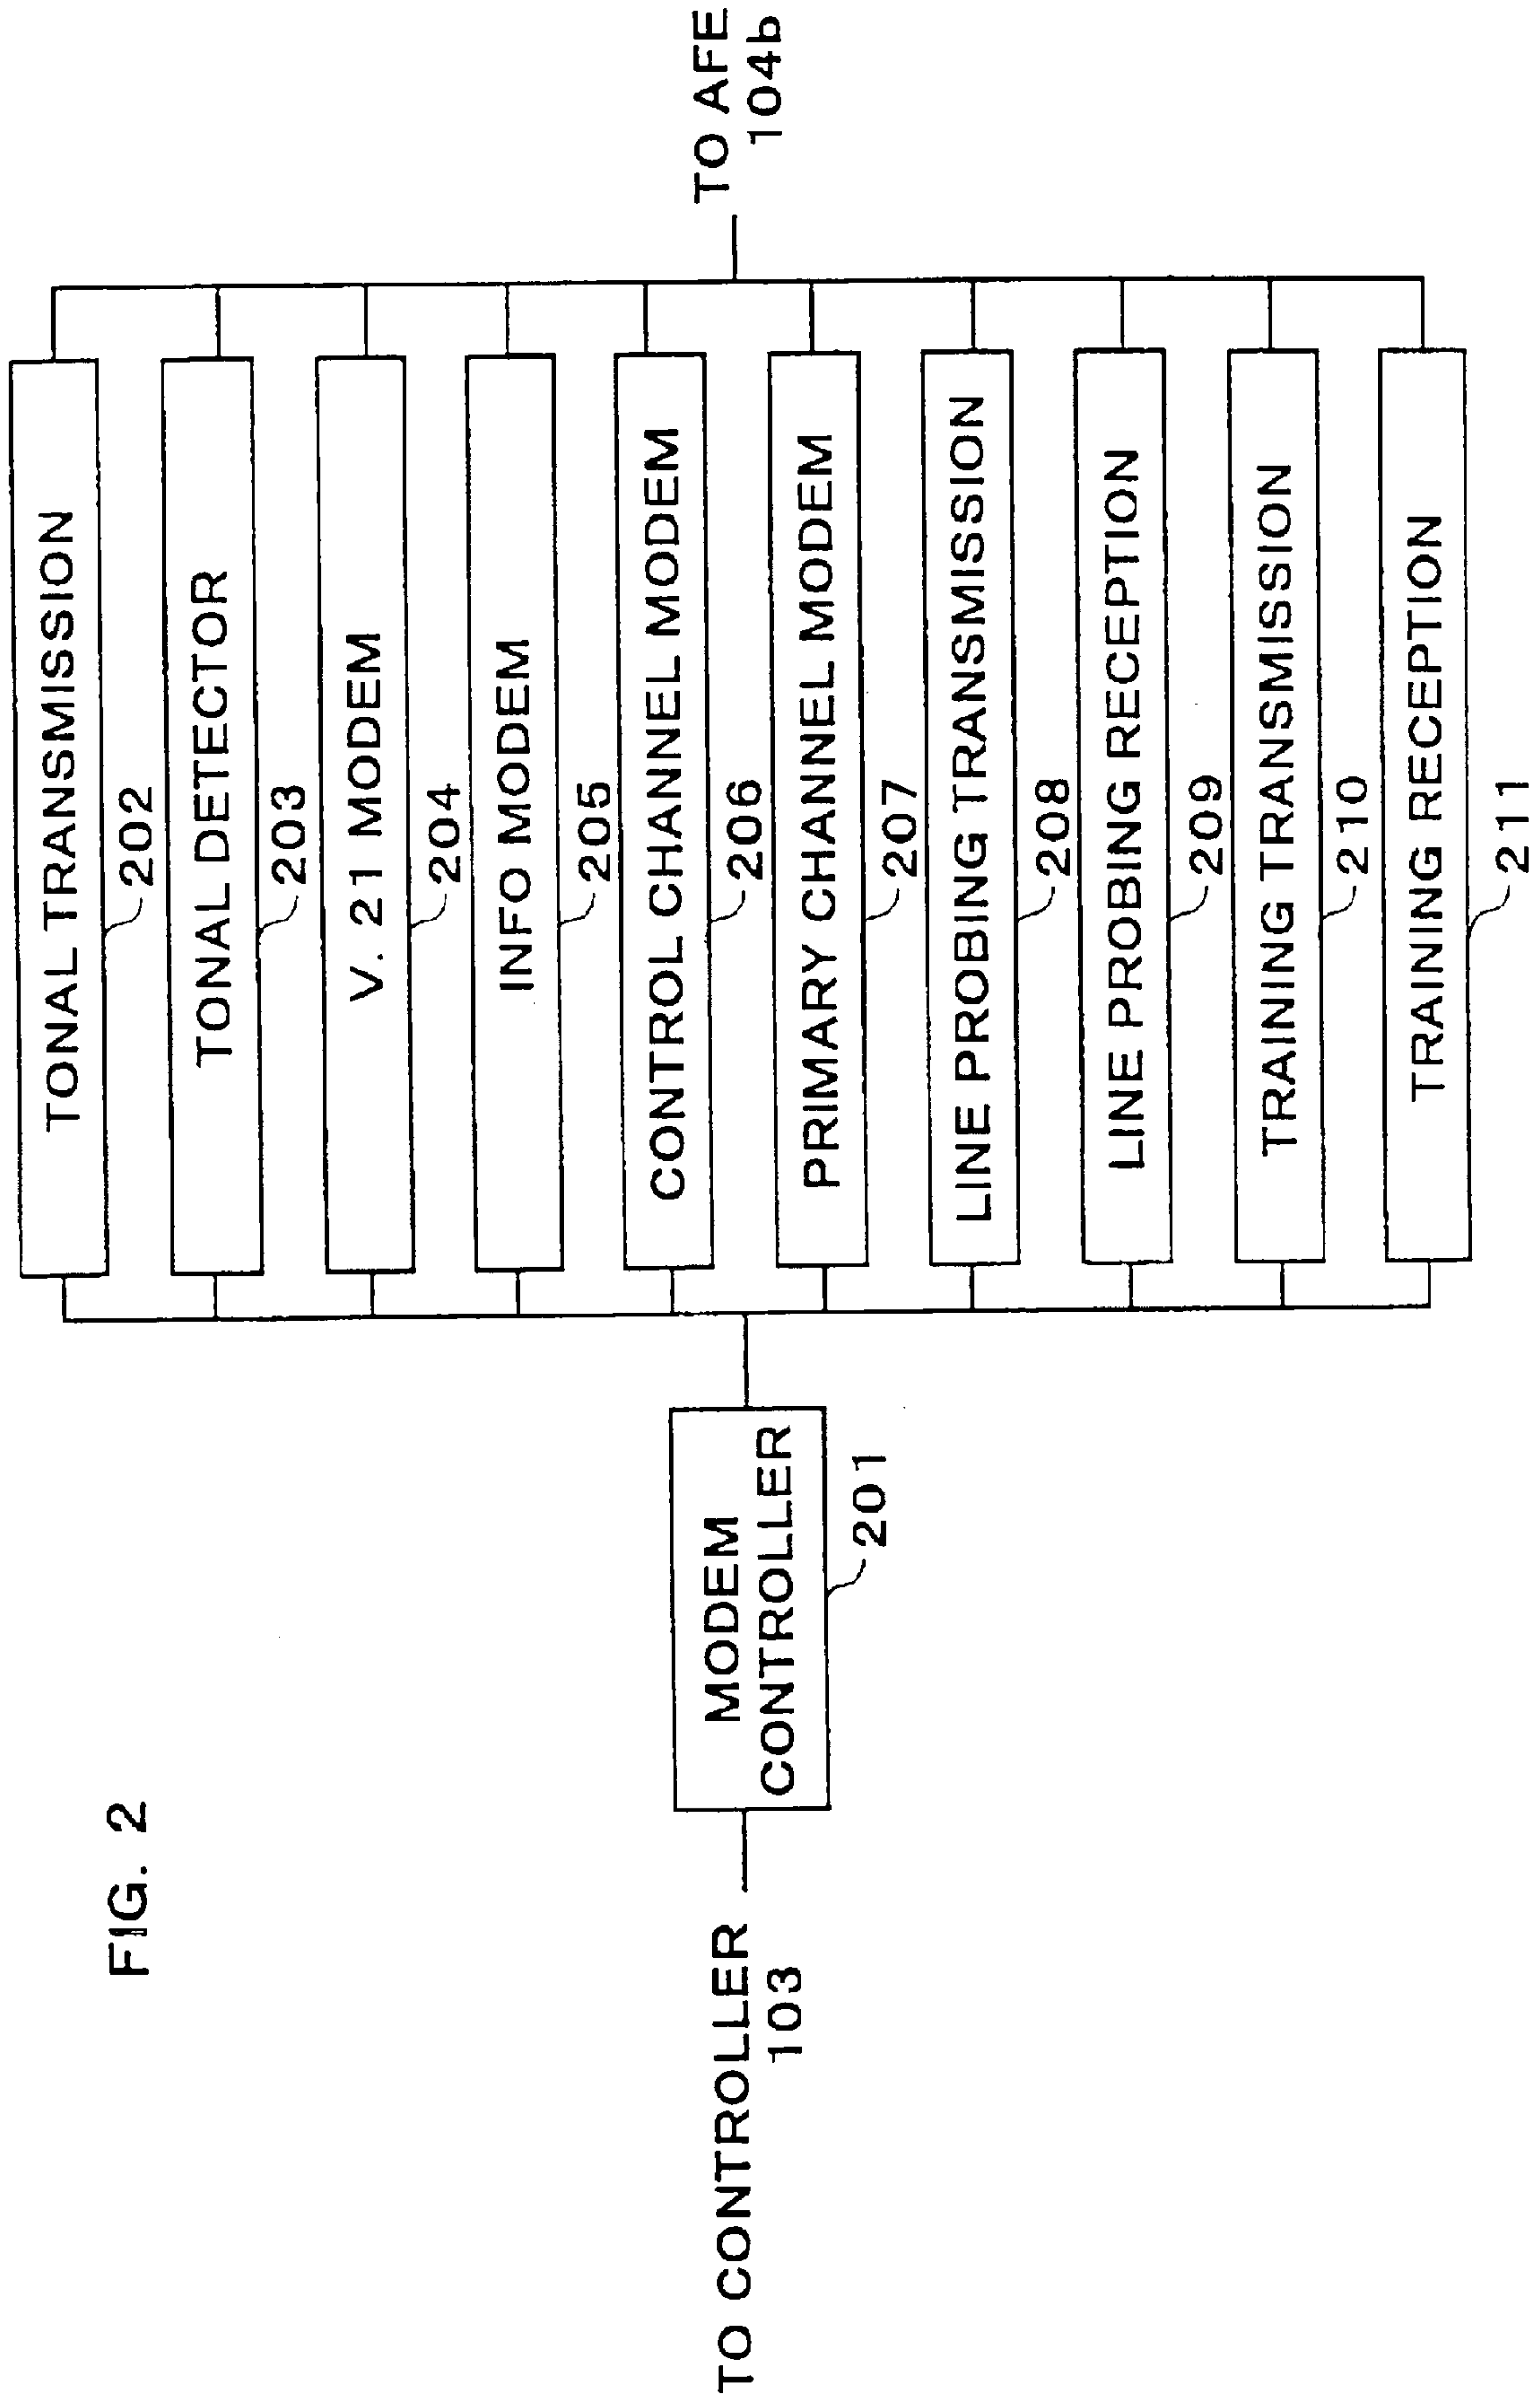 FIG. 2
TO CONTROLLER
103
MODEM
CONTROLLER
201
TONAL TRANSMISSION
202
TONAL DETECTOR
203
V. 21 MODEM
204
INFO MODEM
205
CONTROL CHANNEL MODEM
206
PRIMARY CHANNEL MODEM
207
LINE PROBING TRANSMISSION
208
LINE PROBING RECEPTION
209
TRAINING TRANSMISSION
210
TRAINING RECEPTION
211
TO AFE
104b